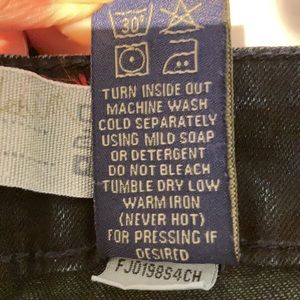 30°
TURN INSIDE OUT
MACHINE WASH
COLD SEPARATELY
USING MILD SOAP
OR DETERGENT
DO NOT BLEACH
TUMBLE DRY LOW
WARM IRON
(NEVER HOT)
FOR PRESSING IF
DESIRED
FJ0198S4CH